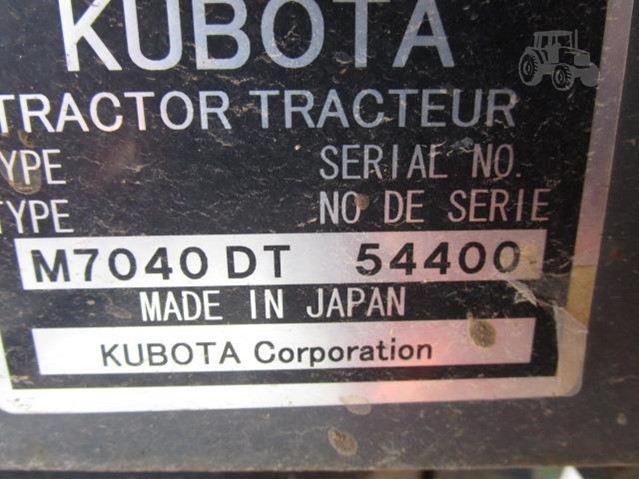 KUBOTA
TRACTOR TRACTEUR
YPE SERIAL NO.
TYPE NO DE SERIE
M7040 DT 54400
MADE IN JAPAN
KUBOTA Corporation